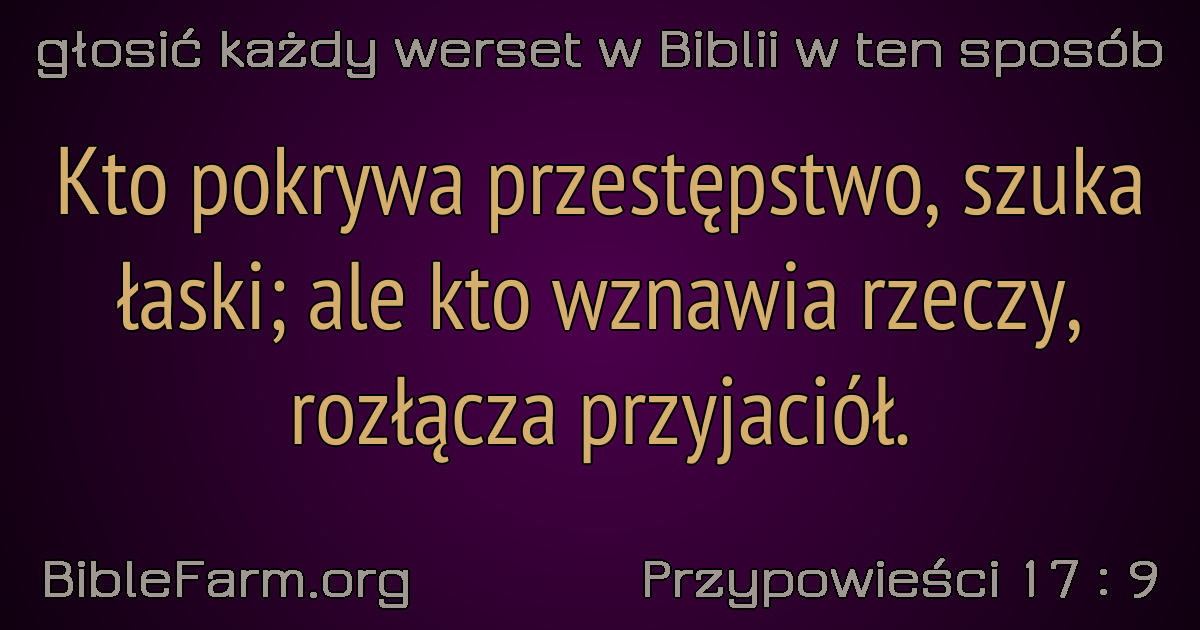 głosić każdy werset w Biblii w ten sposób
Kto pokrywa przestępstwo, szuka
łaski; ale kto wznawia rzeczy,
rozłącza przyjaciół.
BibleFarm.org
Przypowieści 17 : 9